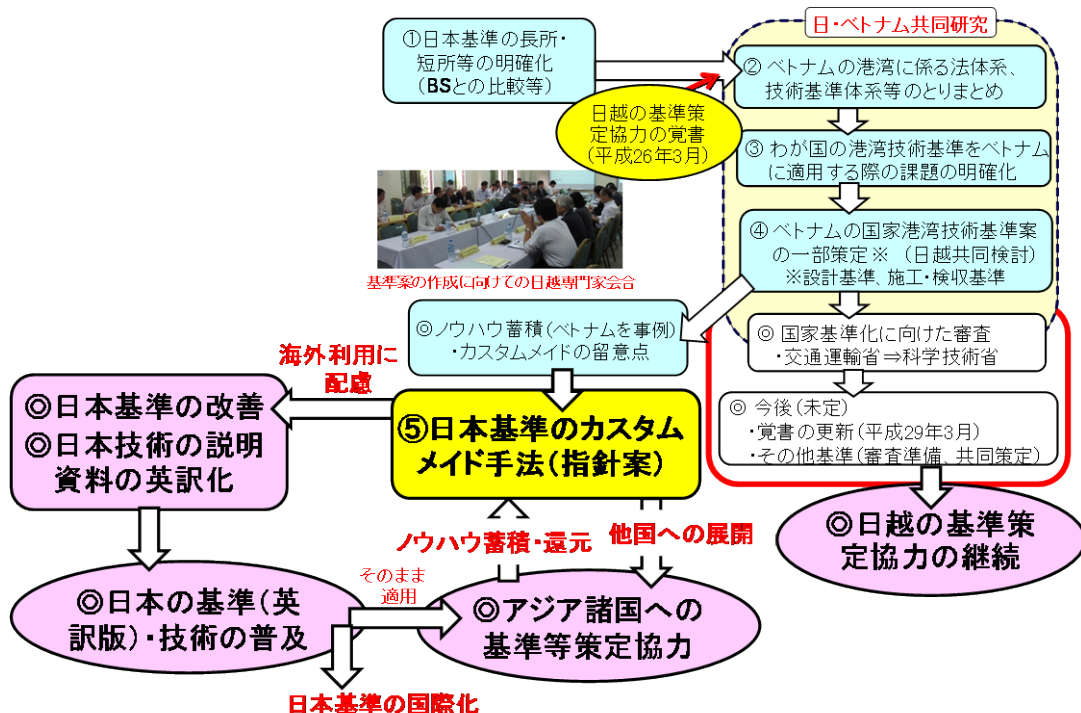 日・ベトナム共同研究
①日本基準の長所・
短所等の明確化
(BSとの比較等)
② ベトナムの港湾に係る法体系、
技術基準体系等のとりまとめ
日越の基準策
定協力の覚書
(平成26年3月)
③ わが国の港湾技術基準をベトナム
に適用する際の課題の明確化
④ ベトナムの国家港湾技術基準案
の一部策定※ (日越共同検討)
※設計基準、施工・検収基準
基準案の作成に向けての日越専門家会合
◎ノウハウ蓄積(ベトナムを事例)
・カスタムメイドの留意点
◎ 国家基準化に向けた審査
・交通運輸省⇒科学技術省
海外利用に
配慮
◎日本基準の改善
◎日本技術の説明
資料の英訳化
⑤日本基準のカスタム
メイド手法(指針案)
◎ 今後(未定)
・覚書の更新(平成29年3月)
・その他基準(審査準備、共同策定)
ノウハウ蓄積・還元
他国への展開
◎日越の基準策
定協力の継続
そのまま
適用
◎日本の基準(英
訳版)・技術の普及
◎アジア諸国への
基準等策定協力
日本基準の国際化